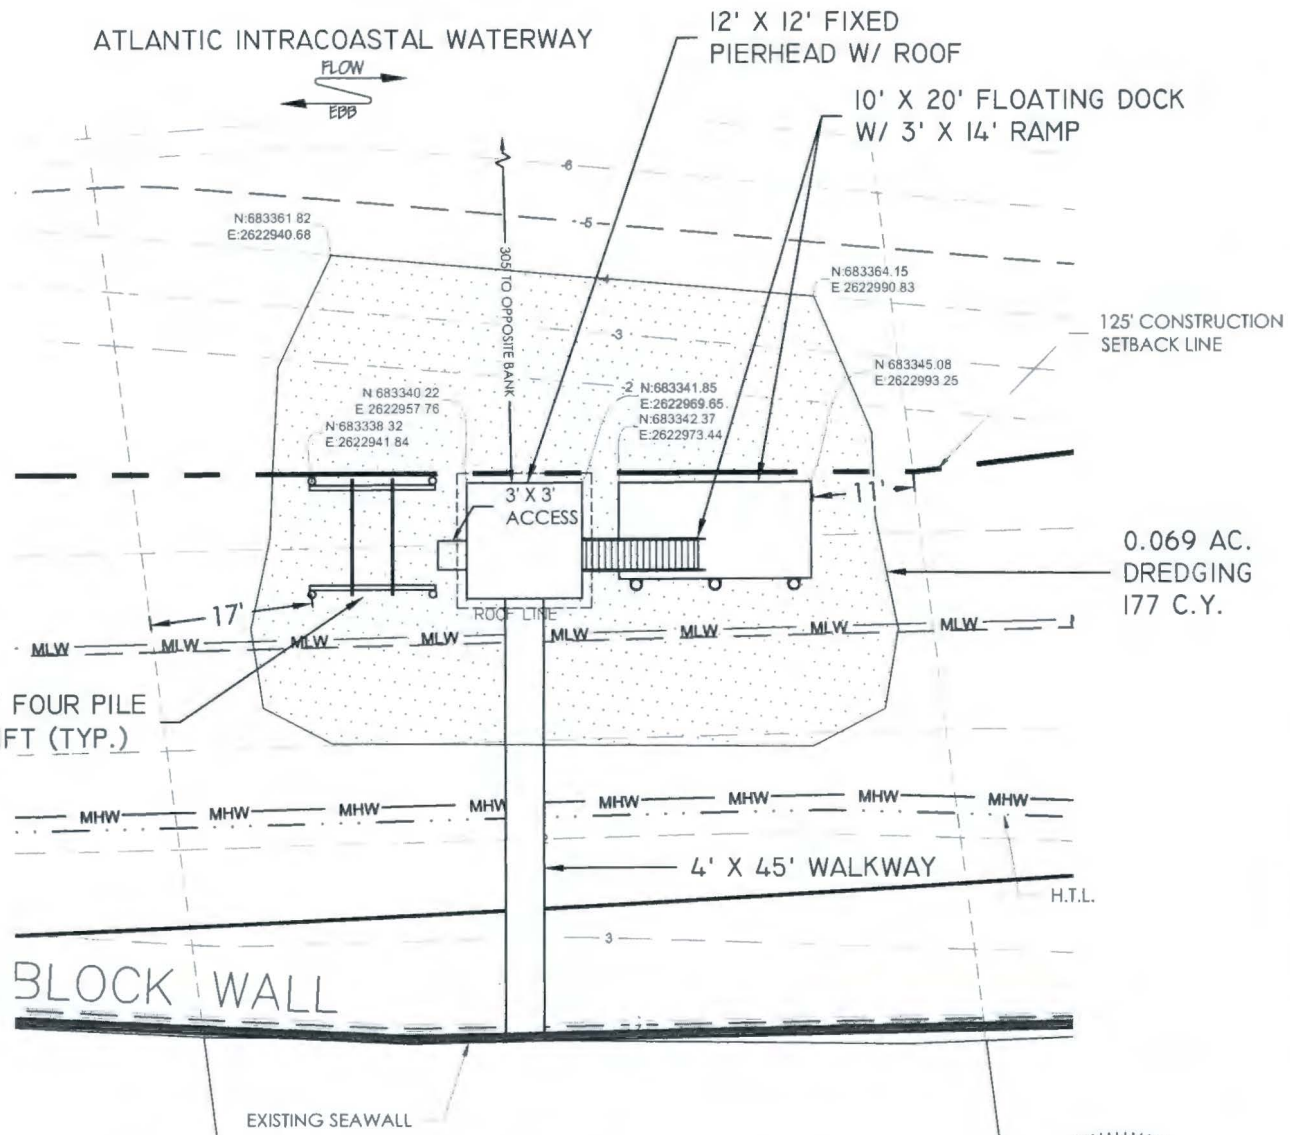 ATLANTIC INTRACOASTAL WATERWAY
FLOW
EBB
12' X 12' FIXED
PIERHEAD W/ ROOF
10' X 20' FLOATING DOCK
W/ 3' X 14' RAMP
-6
-5
-3
-2
N:683361.82
E:2622940.68
305' TO OPPOSITE BANK
N:683364.15
E:2622990.83
125' CONSTRUCTION
SETBACK LINE
N:683345.08
E:2622993.25
N:683340.22
E:2622957.76
N:683341.85
E:2622969.65
N:683338.32
E:2622941.84
N:683342.37
E:2622973.44
3' X 3'
ACCESS
11'
0.069 AC.
DREDGING
177 C.Y.
17'
ROOF LINE
MLW MLW MLW MLW MLW MLW MLW MLW
FOUR PILE
IFT (TYP.)
MHW MHW MHW MHW MHW MHW MHW MHW
4' X 45' WALKWAY
H.T.L.
3
BLOCK WALL
EXISTING SEAWALL